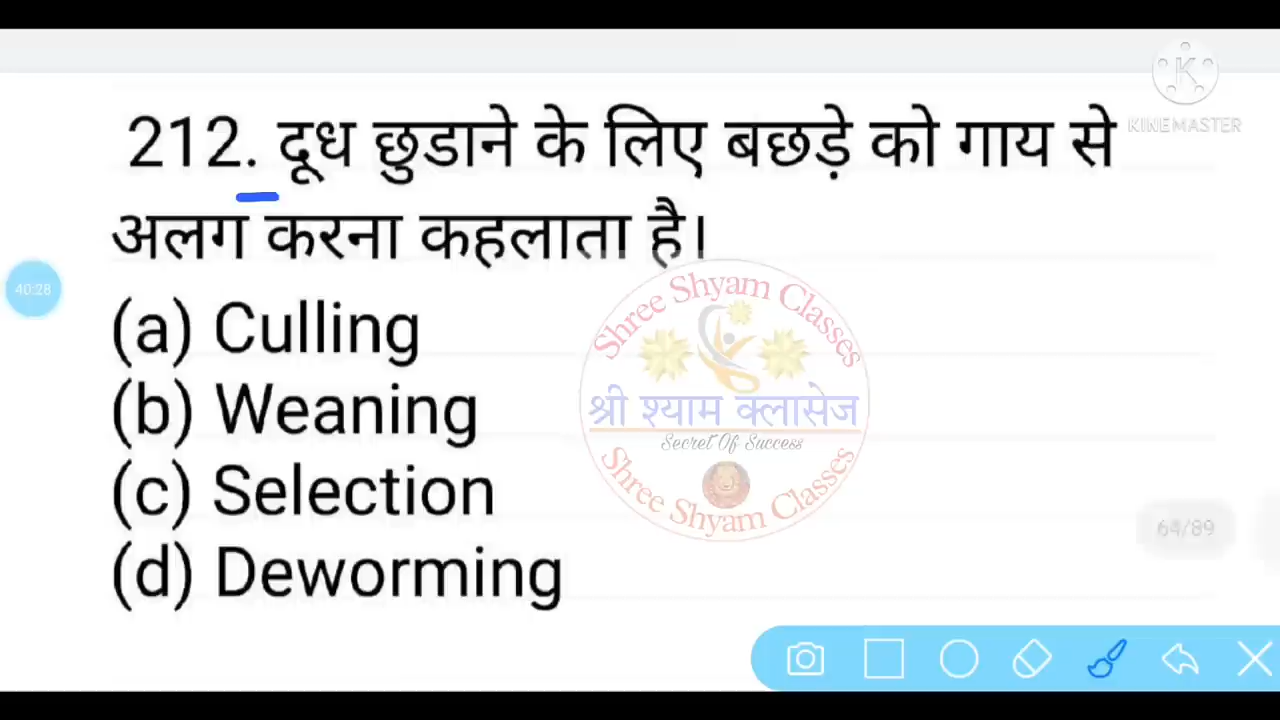 KINEMASTER
212. दूध छुडाने के लिए बछड़े को गाय से
अलग करना कहलाता है।
40:28
(a) Culling
(b) Weaning
(c) Selection
(d) Deworming
Shree Shyam Classes
श्री श्याम क्लासेज
Secret Of Success
Shree Shyam Classes
64/89